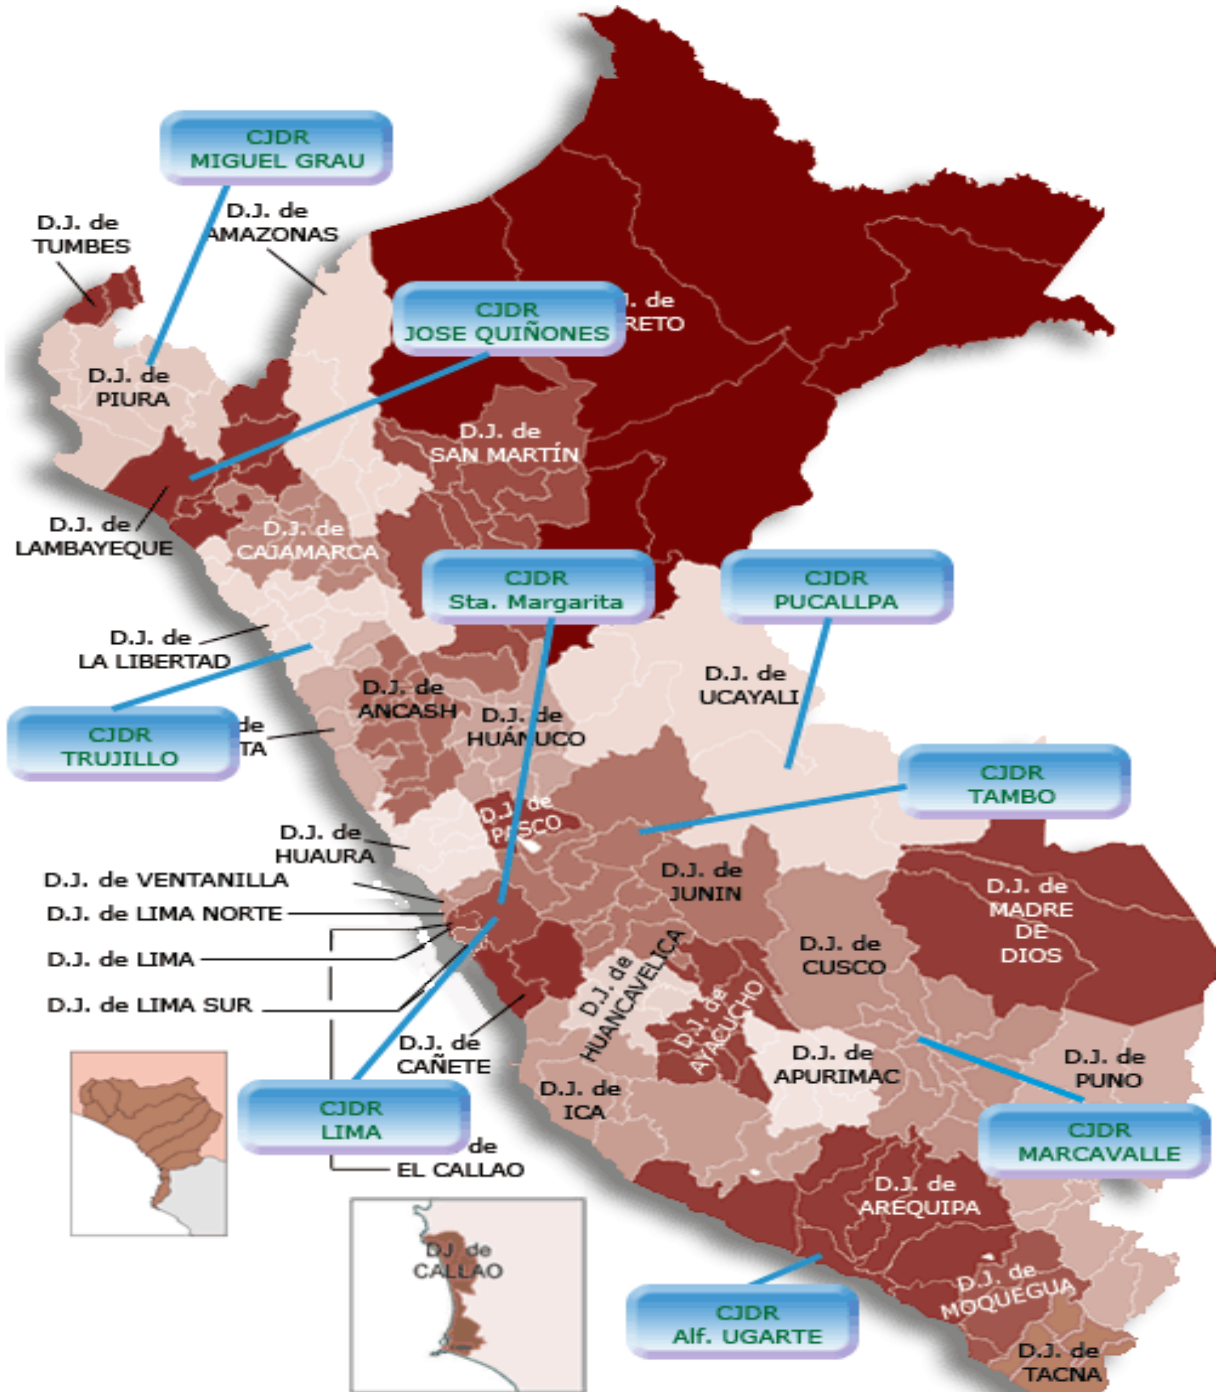 CJDR
MIGUEL GRAU
D.J. de
TUMBES
D.J. de
AMAZONAS
CJDR
JOSE QUIÑONES
J. de
RETO
D.J. de
PIURA
D.J. de
SAN MARTÍN
D.J. de
LAMBAYEQUE
D.J. de
CAJAMARCA
CJDR
Sta. Margarita
CJDR
PUCALLPA
D.J. de
LA LIBERTAD
D.J. de
UCAYALI
D.J. de
ANCASH
D.J. de
HUÁNUCO
CJDR
TRUJILLO
de
TA
CJDR
TAMBO
D.J. de
PASCO
D.J. de
HUAURA
D.J. de VENTANILLA
D.J. de LIMA NORTE
D.J. de LIMA
D.J. de LIMA SUR
D.J. de
JUNIN
D.J. de
MADRE
DE
DIOS
D.J. de
CUSCO
D.J. de
HUANCAVELICA
D.J. de
AYACUCHO
D.J. de
CAÑETE
D.J. de
APURIMAC
D.J. de
PUNO
D.J. de
ICA
CJDR
LIMA
CJDR
MARCAVALLE
de
EL CALLAO
D.J. de
AREQUIPA
DJ de
CALLAO
D.J. de
MOQUEGUA
CJDR
Alf. UGARTE
D.J. de
TACNA